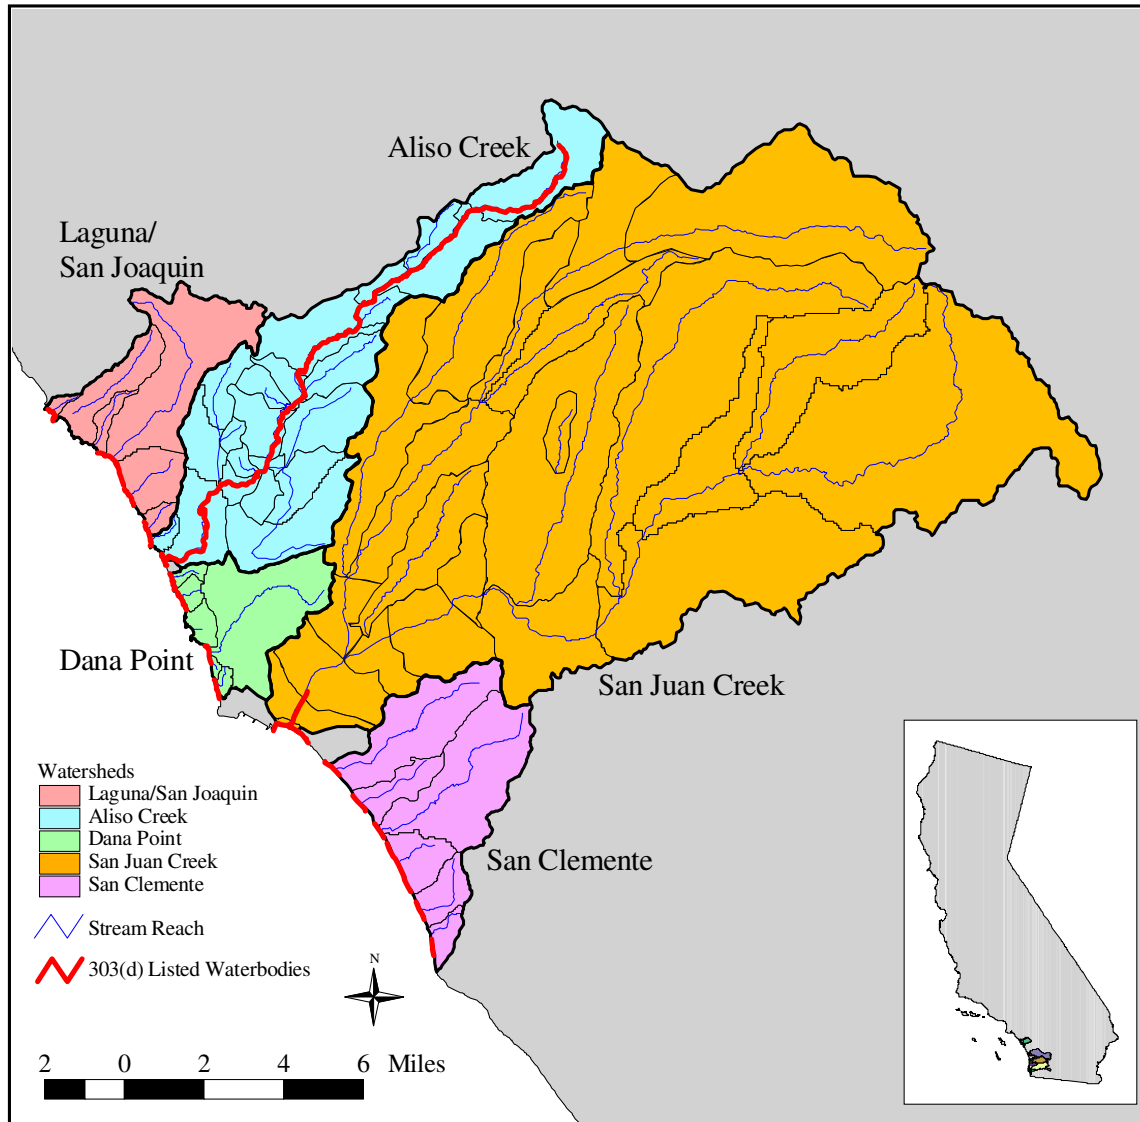 Aliso Creek
Laguna/
San Joaquin
Dana Point
San Juan Creek
San Clemente
Watersheds
Laguna/San Joaquin
Aliso Creek
Dana Point
San Juan Creek
San Clemente
Stream Reach
303(d) Listed Waterbodies
N
2 0 2 4 6 Miles